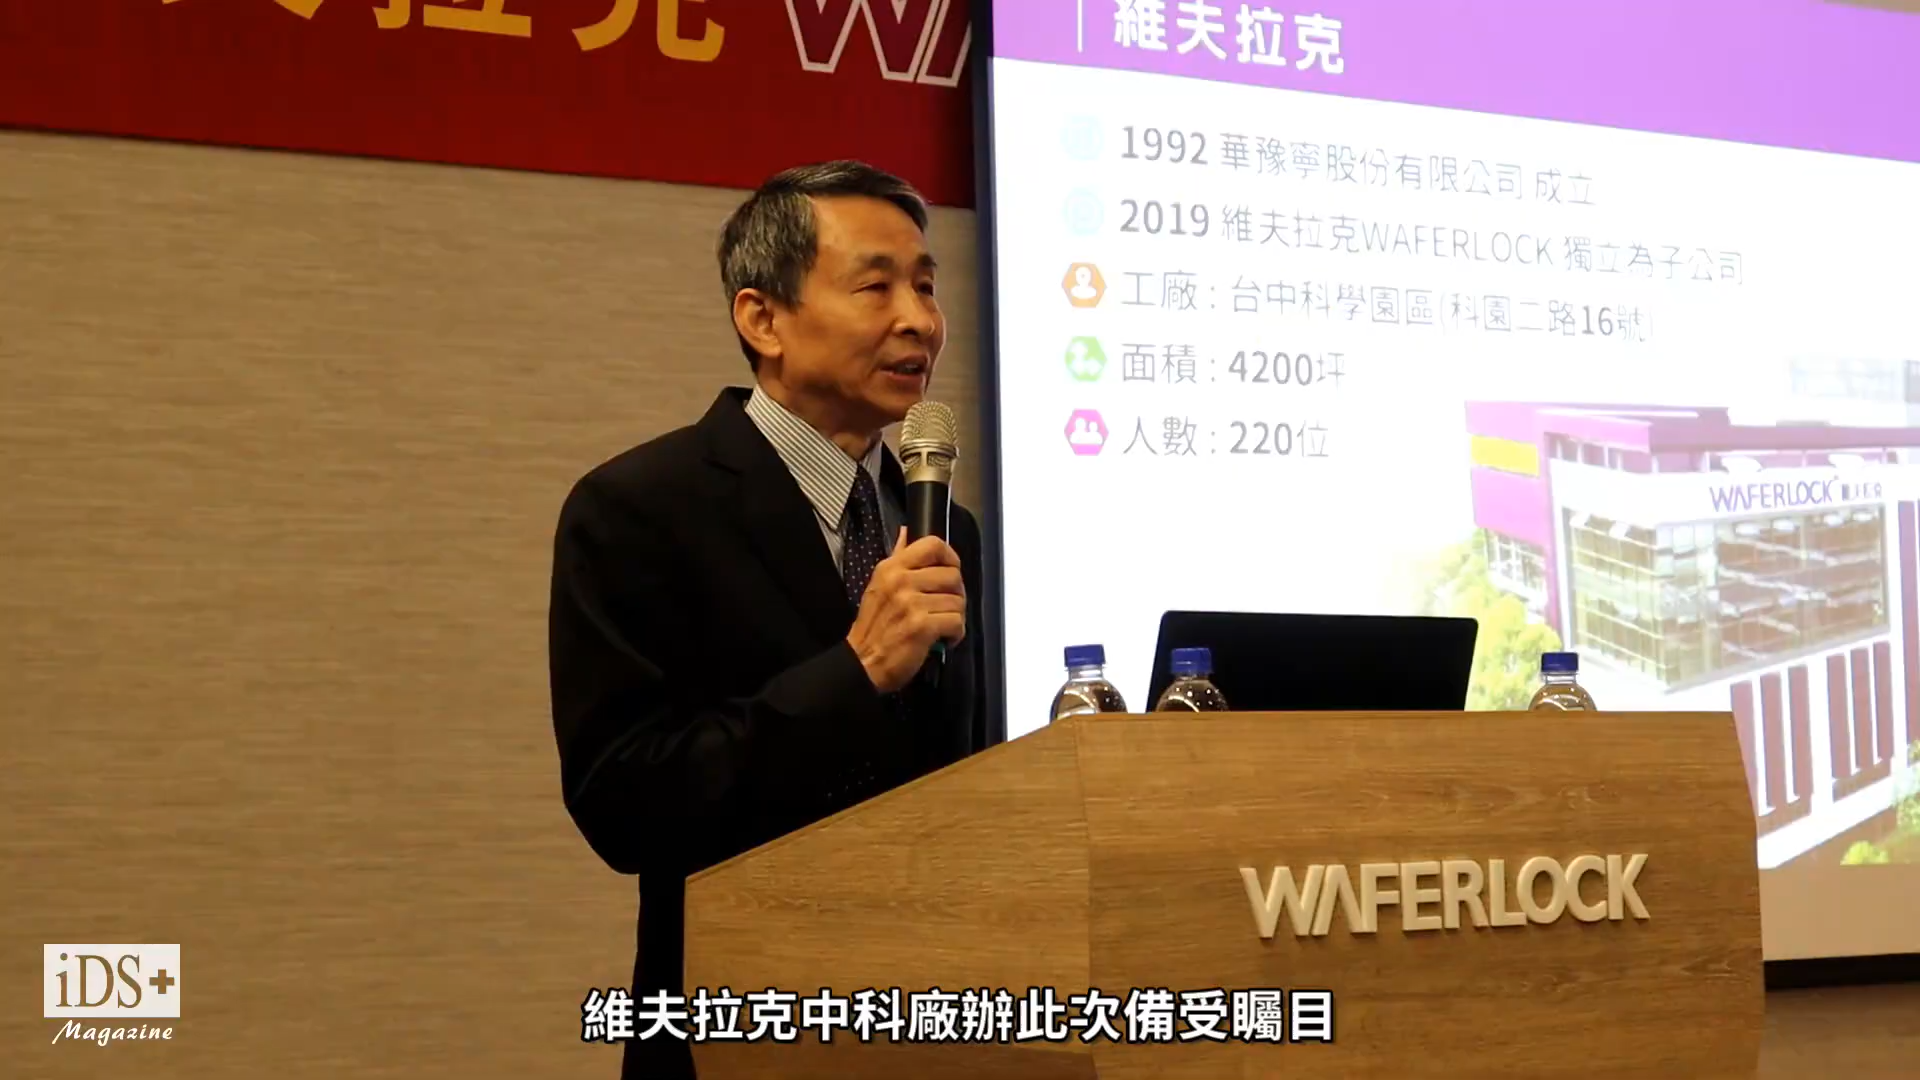 拉克 WA
維夫拉克
1992 華豫寧股份有限公司 成立
2019 維夫拉克WAFERLOCK 獨立為子公司
工廠 : 台中科學園區(科園二路16號)
面積 : 4200坪
人數 : 220位
WAFERLOCK
WAFERLOCK
iDS+
Magazine
維夫拉克中科廠辦此次備受矚目